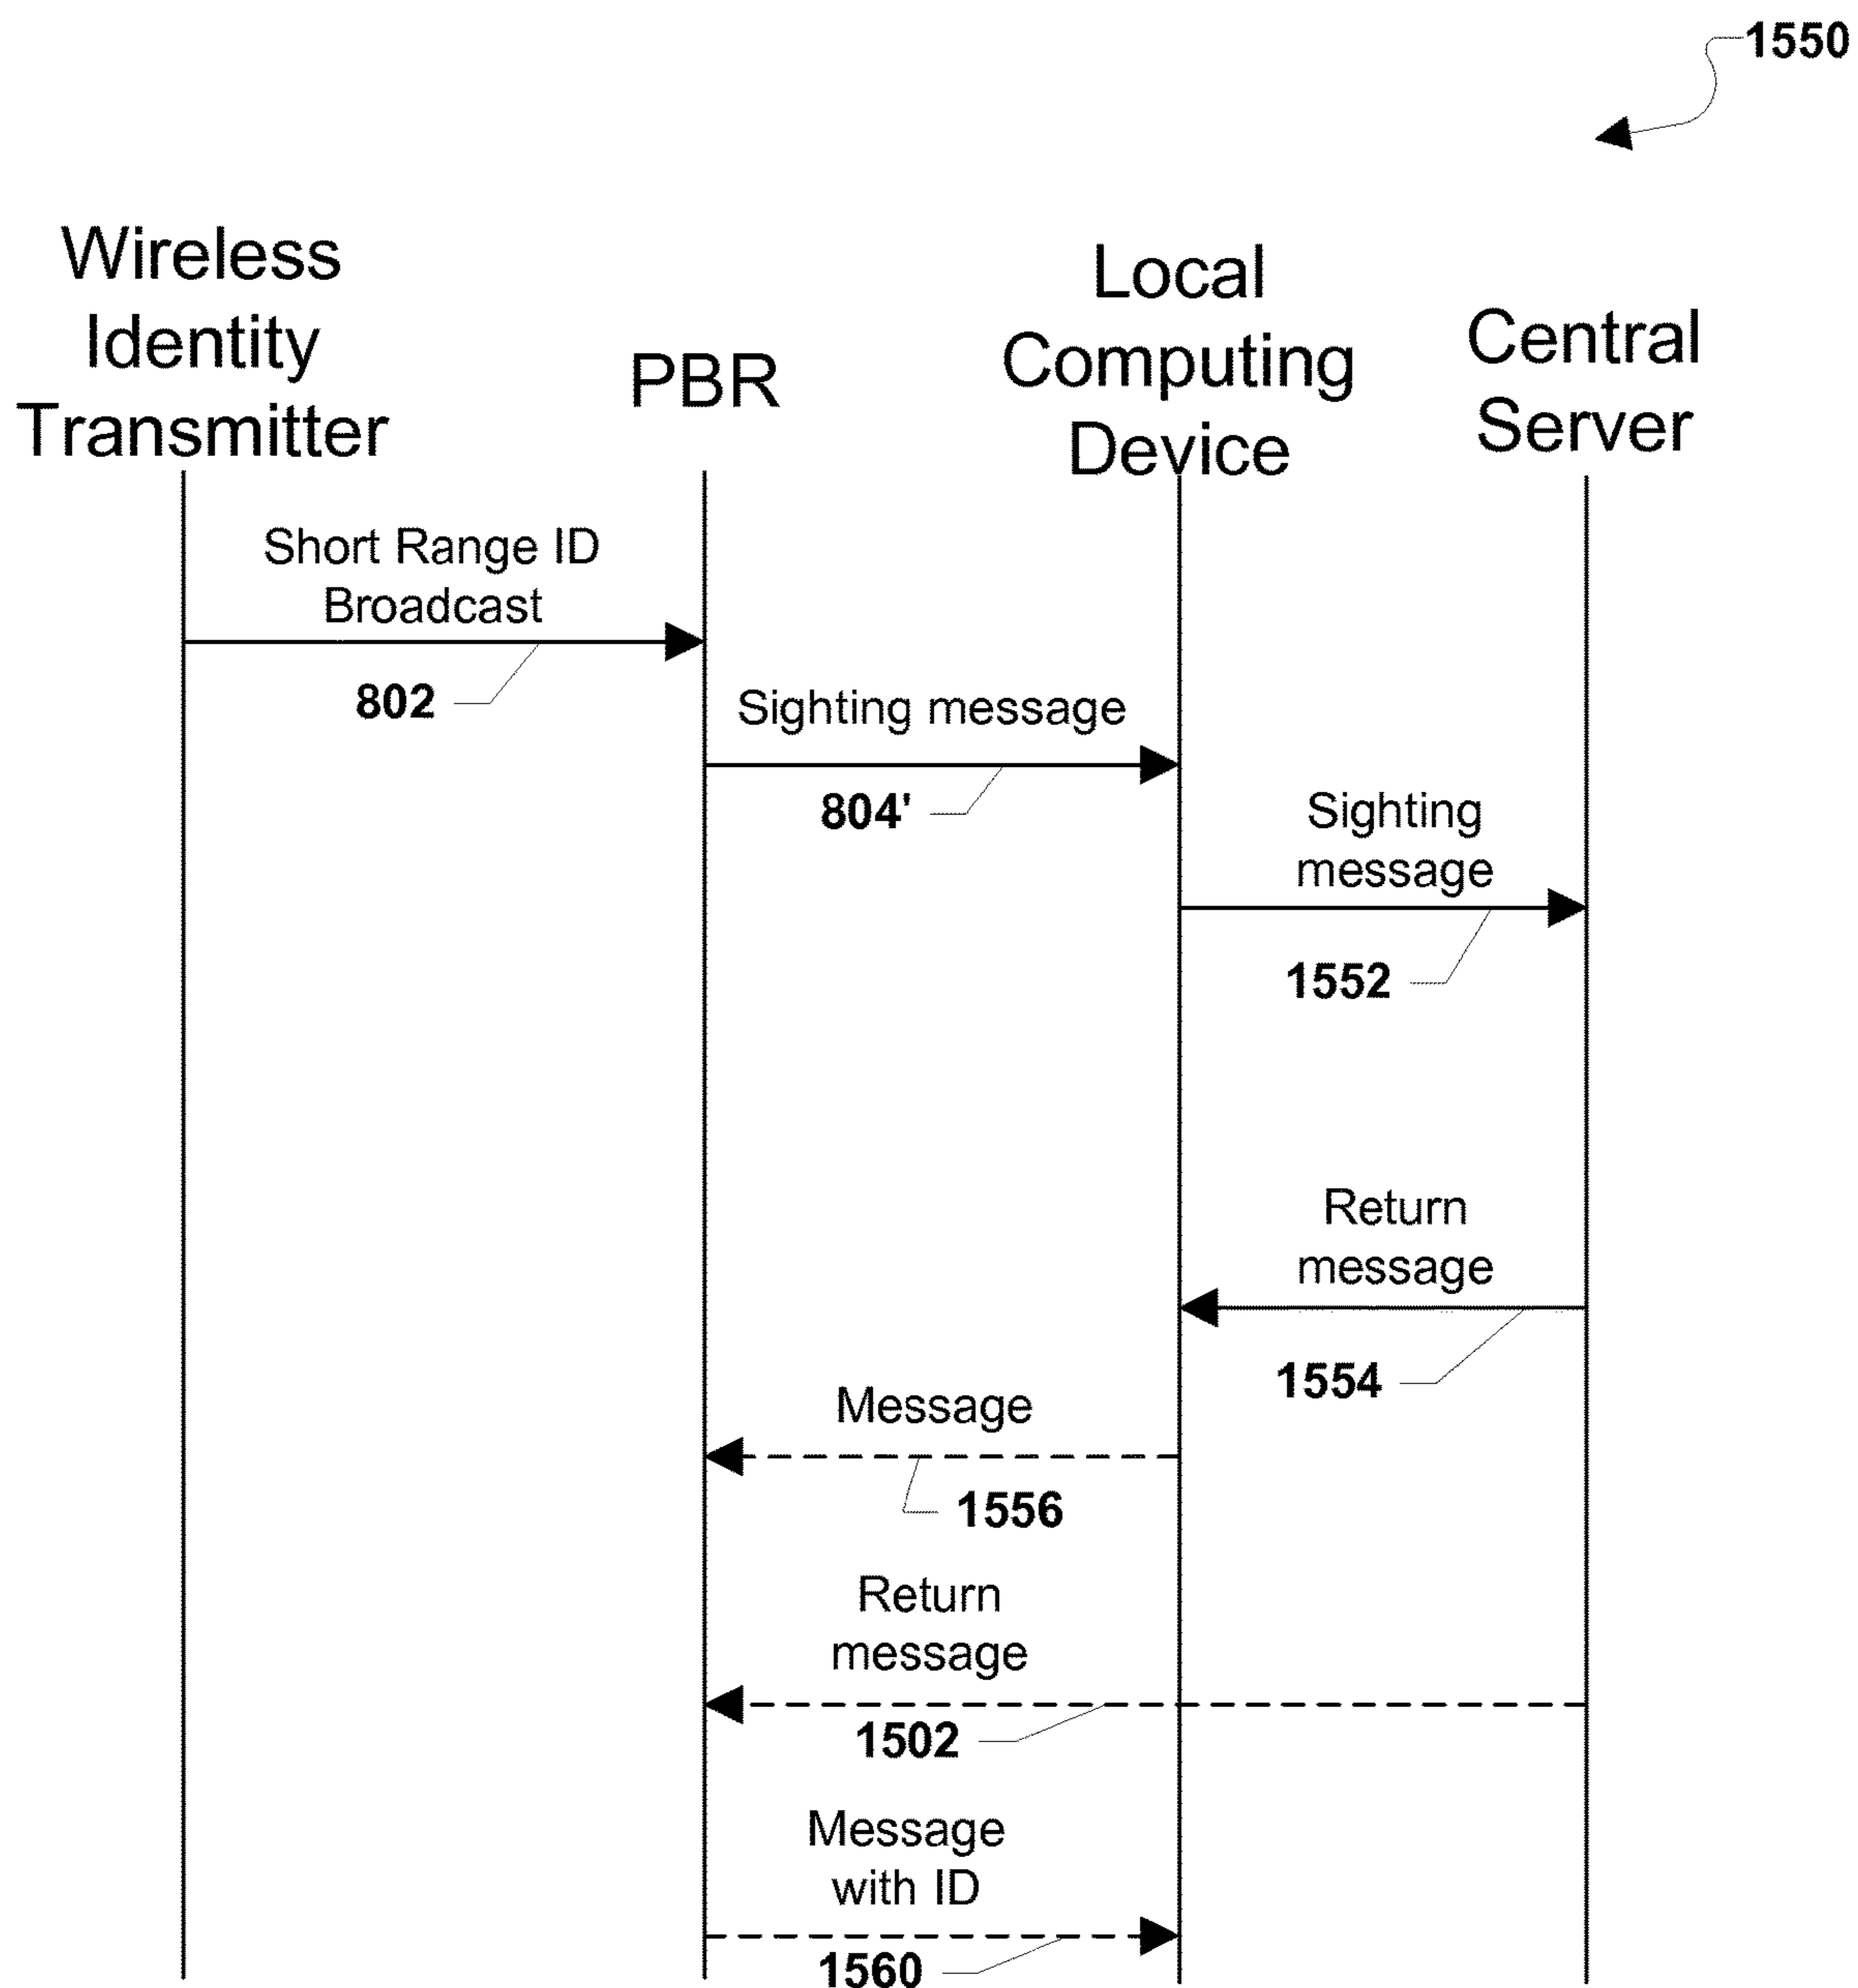 1550
Wireless
Identity
Transmitter
PBR
Local
Computing
Device
Central
Server
Short Range ID
Broadcast
802
Sighting message
804'
Sighting
message
1552
Return
message
1554
Message
1556
Return
message
1502
Message
with ID
1560